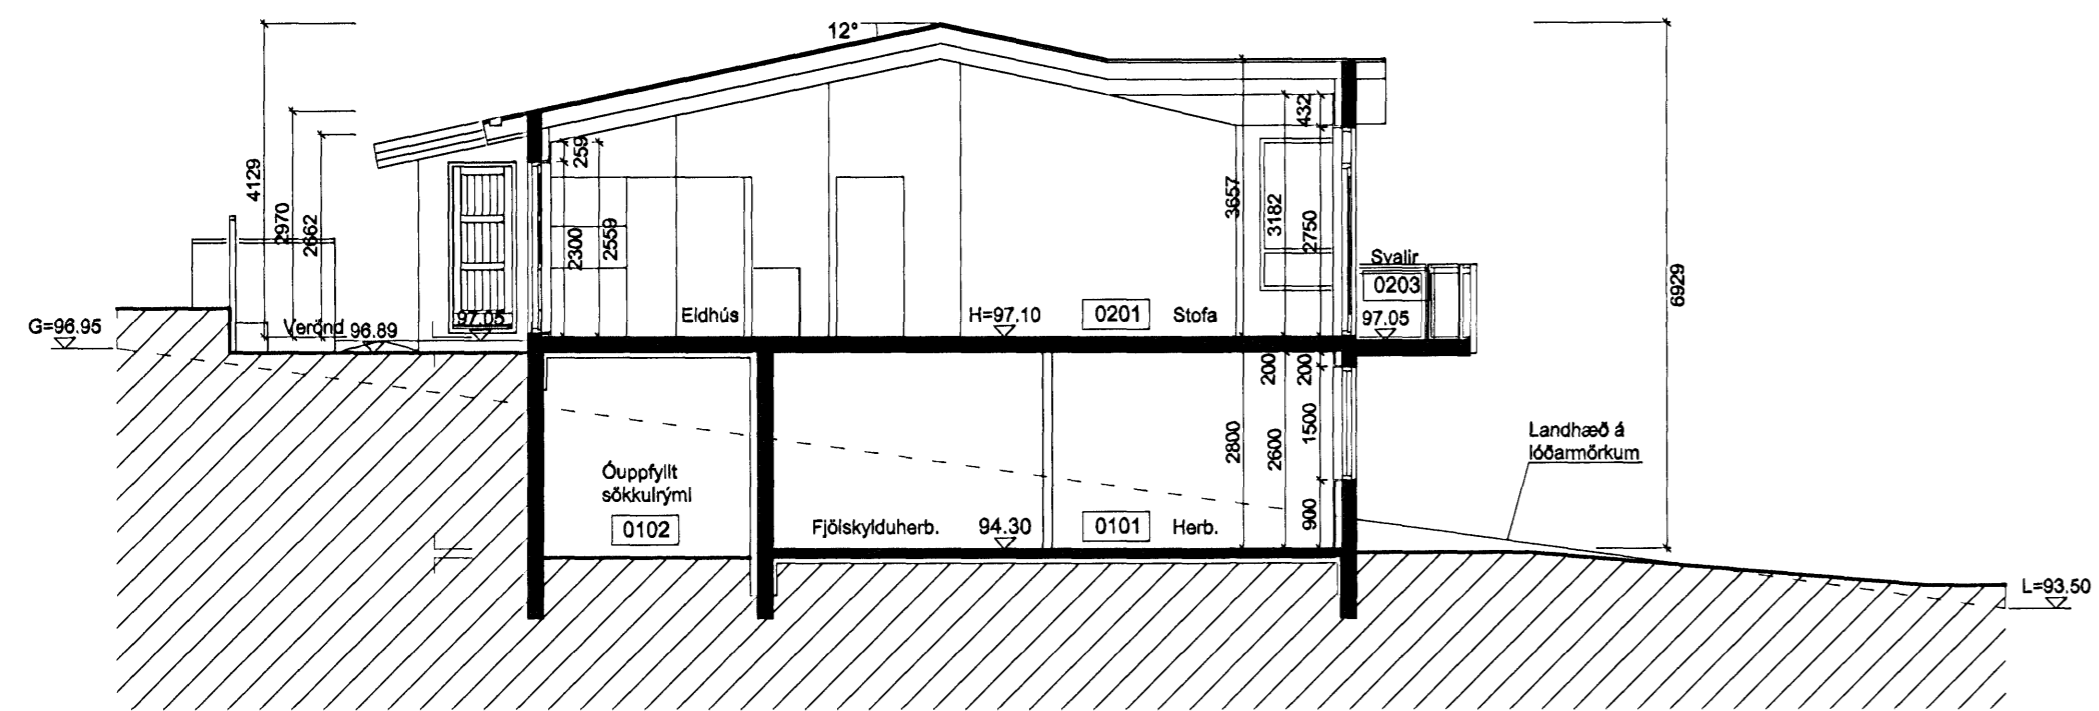 12°
4129
2970
2662
259
2300
2559
3657
432
3182
2750
6929
Svalir
0203
97.05
G=96.95
Verönd 96.89
97.05
Eldhús
H=97.10
0201
Stofa
200
200
2800
2600
1500
900
Landhæð á
lóðarmörkum
Óuppfyllt
sökkulrými
0102
Fjölskylduherb.
94.30
0101
Herb.
L=93.50